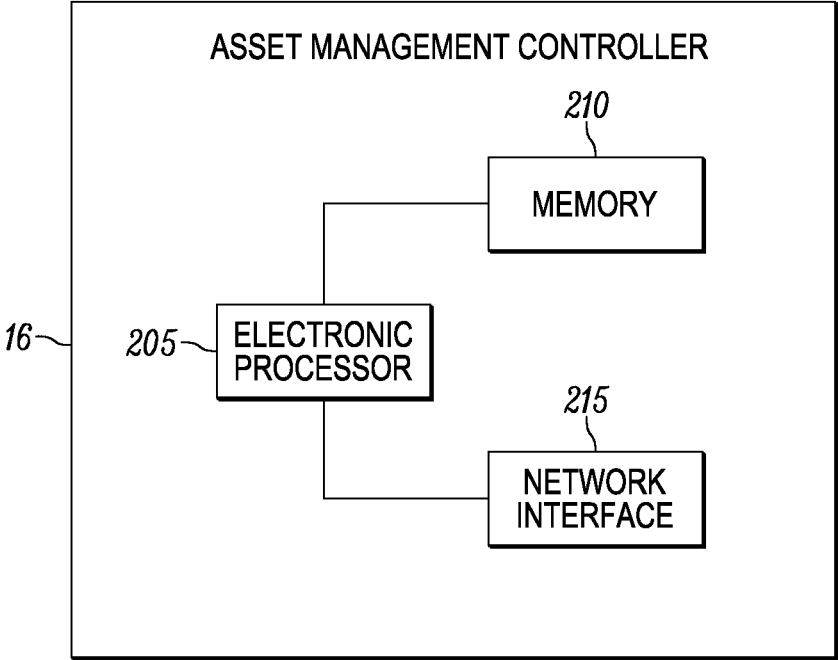 ASSET MANAGEMENT CONTROLLER
210
MEMORY
16
205
ELECTRONIC
PROCESSOR
215
NETWORK
INTERFACE